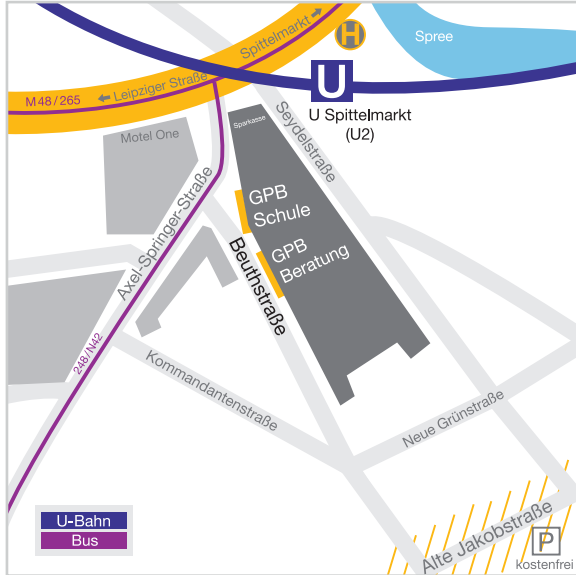 Spittelmarkt
H
Spree
M48/265
Leipziger Straße
U
U Spittelmarkt
(U2)
Motel One
Sparkasse
Seydelstraße
Axel-Springer-Straße
GPB
Schule
GPB
Beratung
Beuthstraße
248/N42
Kommandantenstraße
Neue Grünstraße
U-Bahn
Bus
Alte Jakobstraße
P
kostenfrei